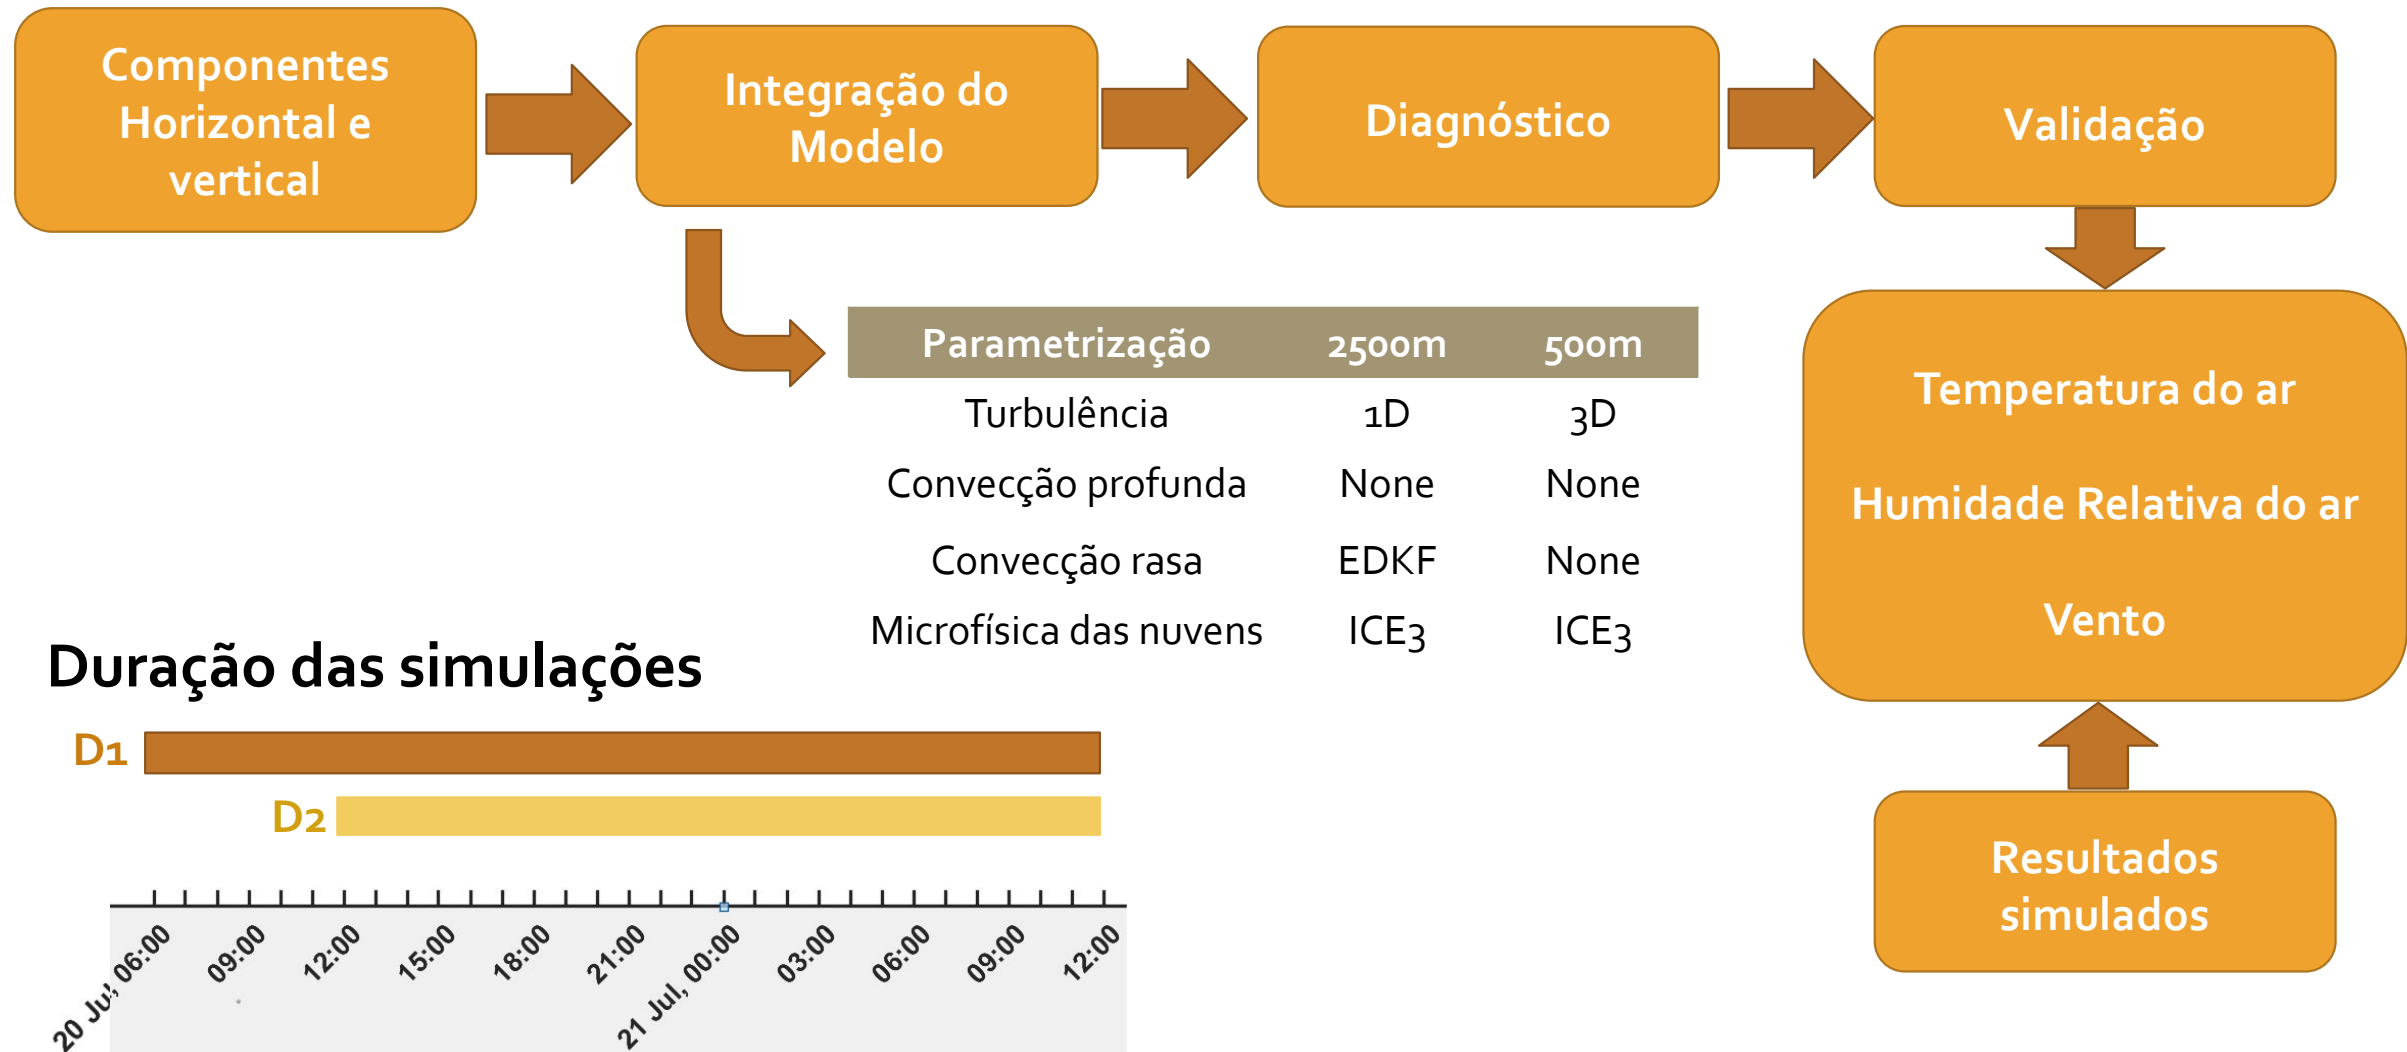 Componentes
Horizontal e
vertical
Integração do
Modelo
Diagnóstico
Validação
Parametrização 2500m 500m
Turbulência 1D 3D
Convecção profunda None None
Convecção rasa EDKF None
Microfísica das nuvens ICE3 ICE3
Temperatura do ar
Humidade Relativa do ar
Vento
Resultados
simulados
Duração das simulações
D1
D2
20 Jul, 06:00
09:00
12:00
15:00
18:00
21:00
21 Jul, 00:00
03:00
06:00
09:00
12:00